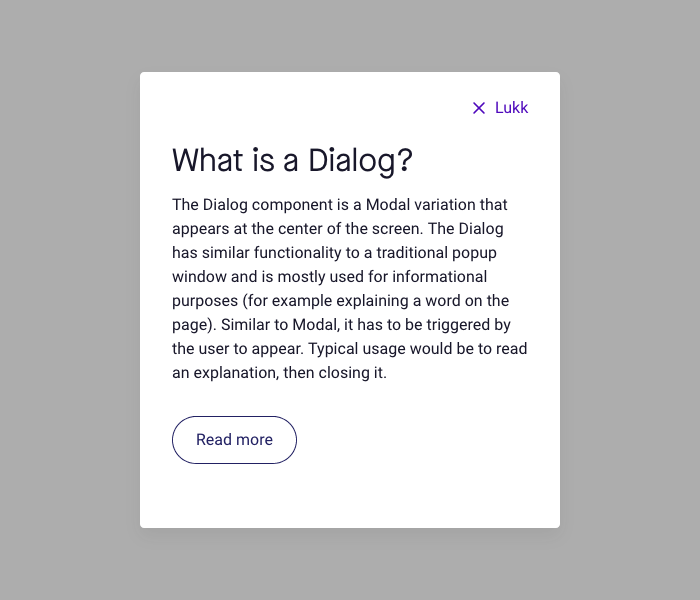 Lukk
What is a Dialog?
The Dialog component is a Modal variation that
appears at the center of the screen. The Dialog
has similar functionality to a traditional popup
window and is mostly used for informational
purposes (for example explaining a word on the
page). Similar to Modal, it has to be triggered by
the user to appear. Typical usage would be to read
an explanation, then closing it.
Read more